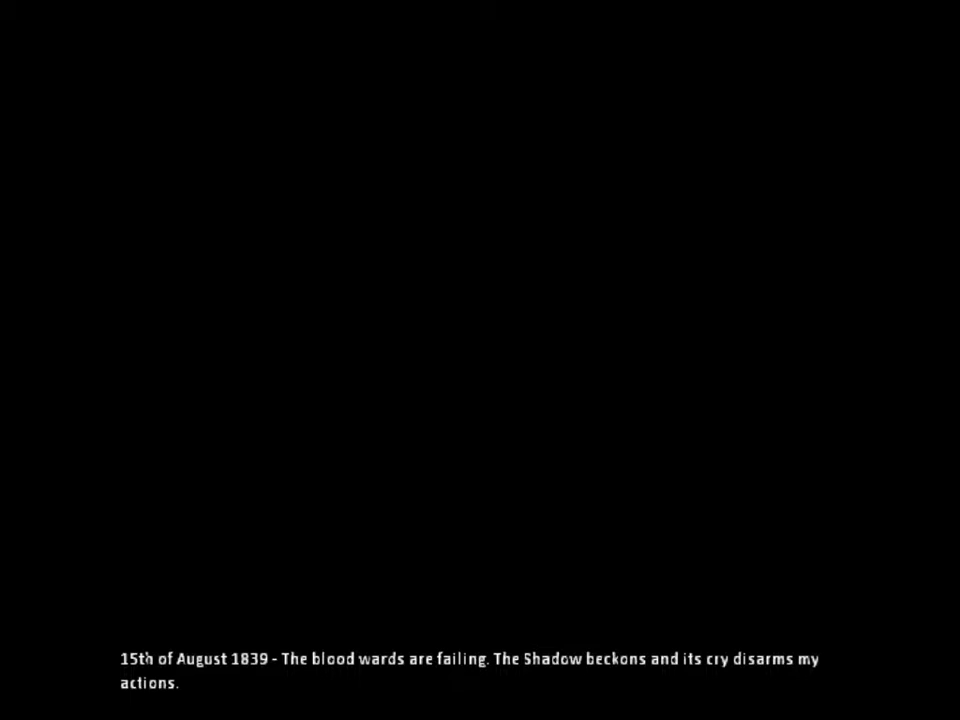 15th of August 1839 - The blood wards are failing. The Shadow beckons and its cry disarms my
actions.